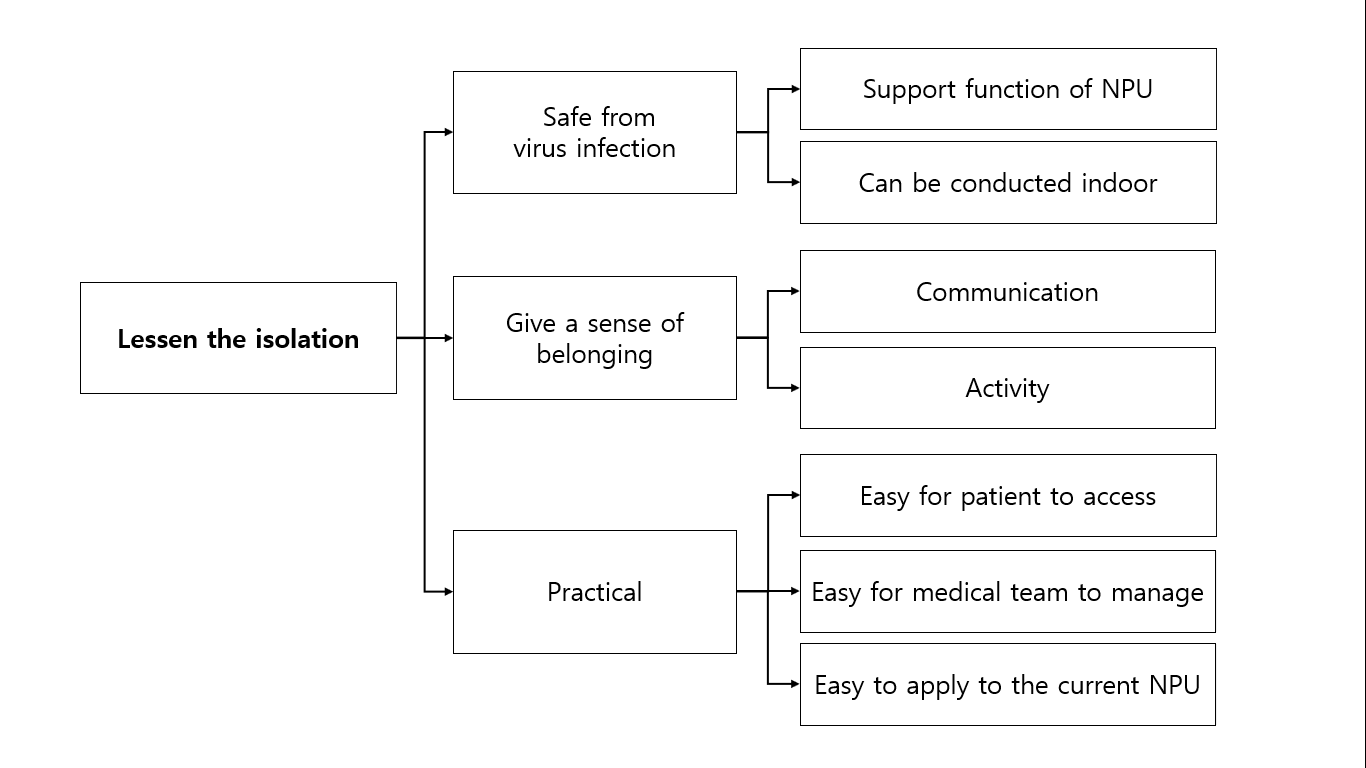 Lessen the isolation
Safe from
virus infection
Support function of NPU
Can be conducted indoor
Give a sense of
belonging
Communication
Activity
Practical
Easy for patient to access
Easy for medical team to manage
Easy to apply to the current NPU